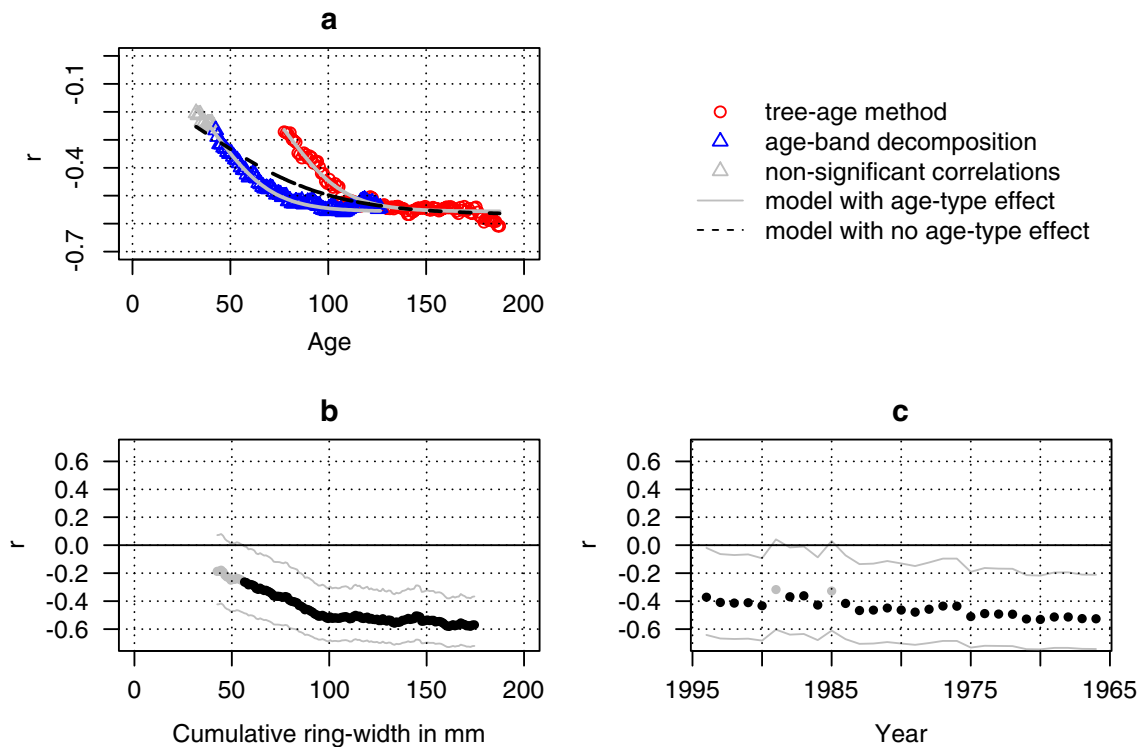 a
-0.1
-0.4
-0.7
r
0 50 100 150 200
Age
tree-age method
age-band decomposition
non-significant correlations
model with age-type effect
model with no age-type effect
b
0.6
0.4
0.2
0.0
-0.2
-0.4
-0.6
r
0 50 100 150 200
Cumulative ring-width in mm
c
0.6
0.4
0.2
0.0
-0.2
-0.4
-0.6
r
1995 1985 1975 1965
Year